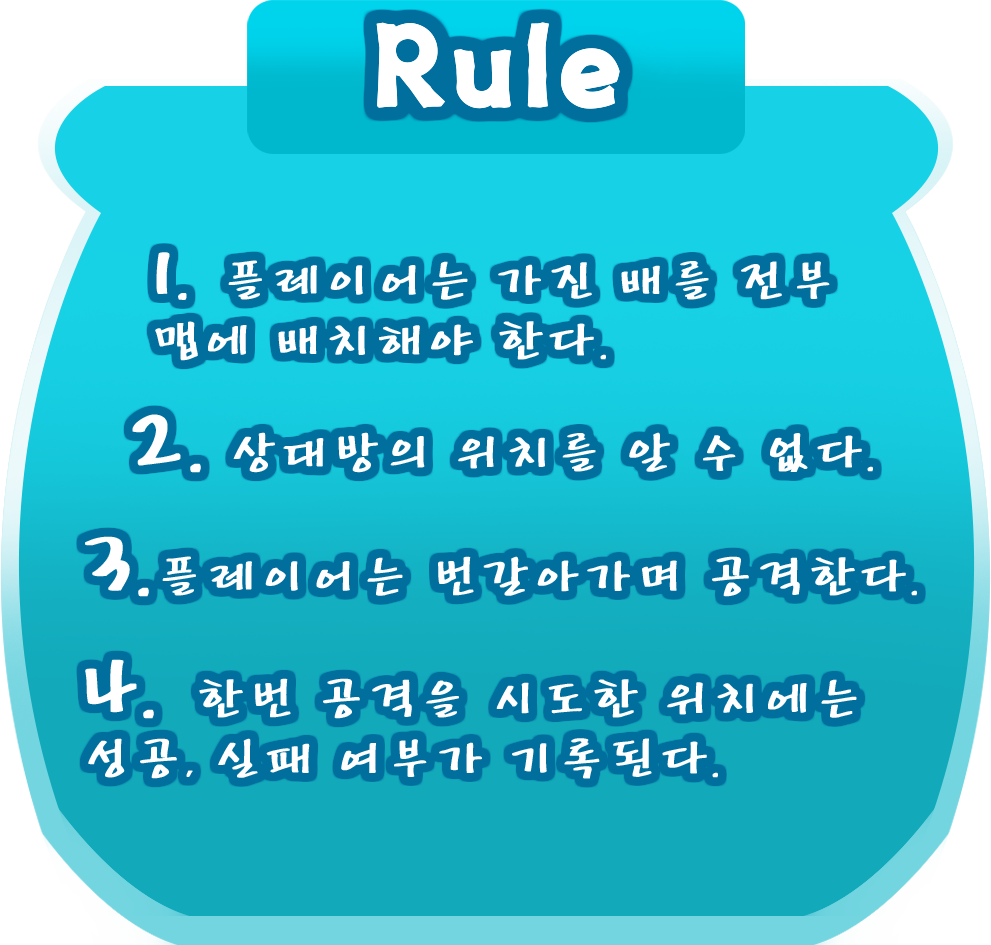 Rule
1. 플레이어는 가진 배를 전부
맵에 배치해야 한다.
2. 상대방의 위치를 알 수 없다.
3.플레이어는 번갈아가며 공격한다.
4. 한번 공격을 시도한 위치에는
성공, 실패 여부가 기록된다.